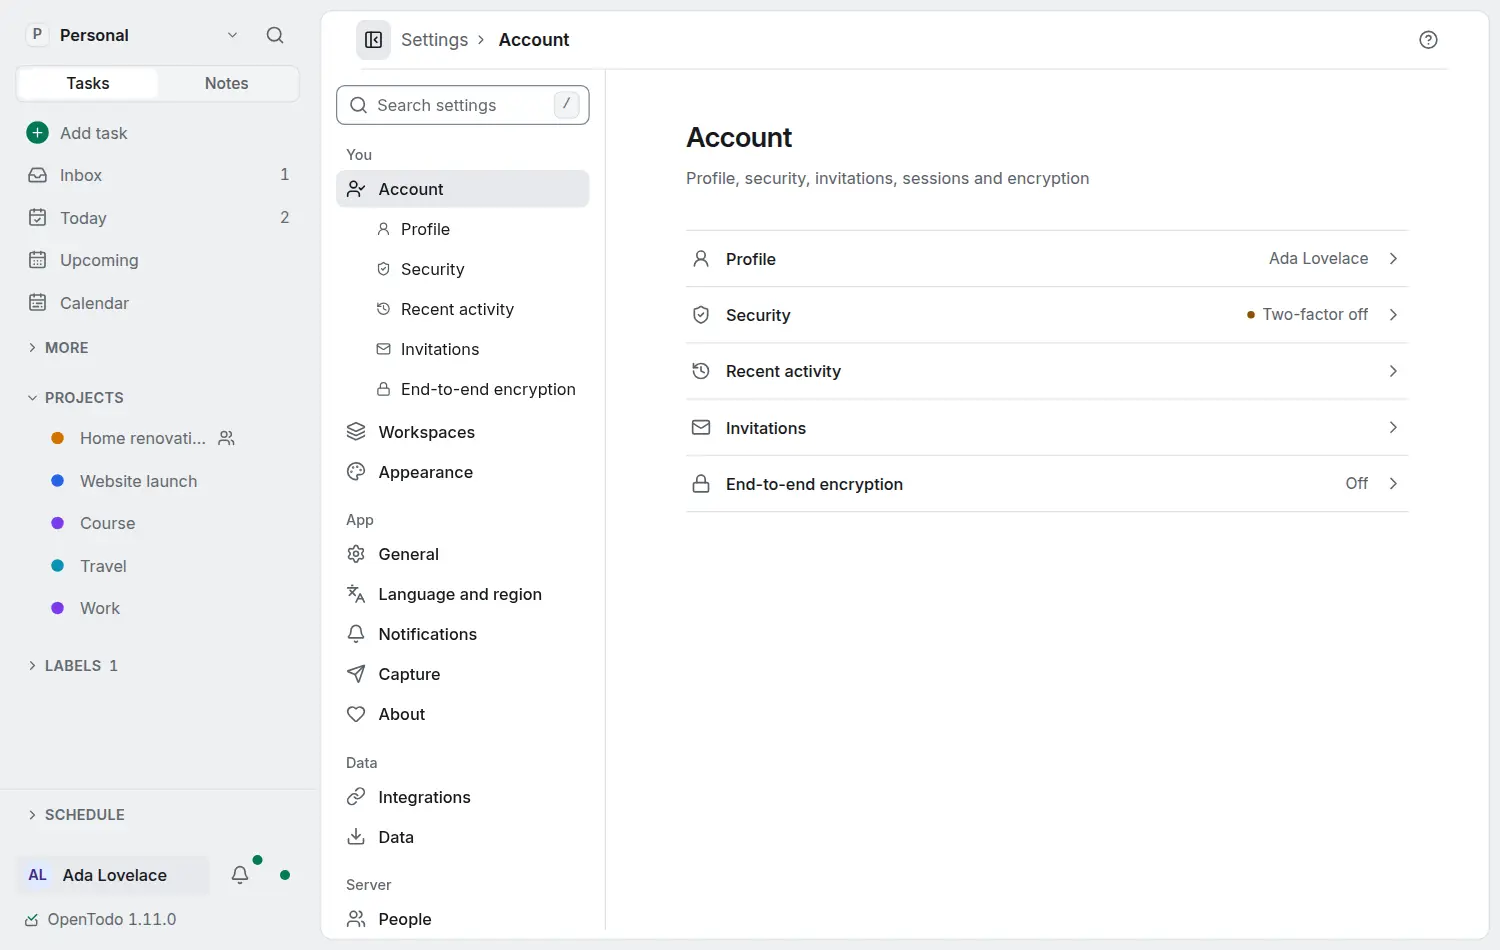 P Personal
Tasks Notes
Add task
Inbox 1
Today 2
Upcoming
Calendar
MORE
PROJECTS
Home renovati...
Website launch
Course
Travel
Work
LABELS 1
SCHEDULE
AL Ada Lovelace
OpenTodo 1.11.0
Settings > Account
Search settings /
You
Account
Profile
Security
Recent activity
Invitations
End-to-end encryption
Workspaces
Appearance
App
General
Language and region
Notifications
Capture
About
Data
Integrations
Data
Server
People
Account
Profile, security, invitations, sessions and encryption
Profile Ada Lovelace
Security Two-factor off
Recent activity
Invitations
End-to-end encryption Off